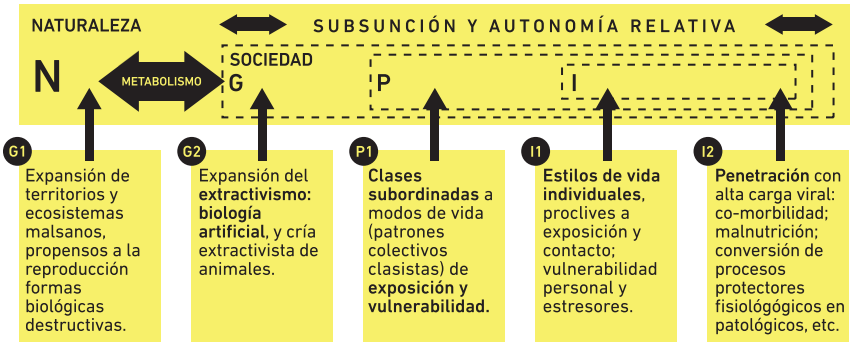 NATURALEZA
SUBSUNCIÓN Y AUTONOMÍA RELATIVA
N
METABOLISMO
SOCIEDAD
G
P
I
G1
Expansión de
territorios y
ecosistemas
malsanos,
propensos a la
reproducción
formas
biológicas
destructivas.
G2
Expansión del
extractivismo:
biología
artificial, y cría
extractivista de
animales.
P1
Clases
subordinadas a
modos de vida
(patrones
colectivos
clasistas) de
exposición y
vulnerabilidad.
I1
Estilos de vida
individuales,
proclives a
exposición y
contacto;
vulnerabilidad
personal y
estresores.
I2
Penetración con
alta carga viral:
co-morbilidad;
malnutrición;
conversión de
procesos
protectores
fisiológógicos en
patológicos, etc.